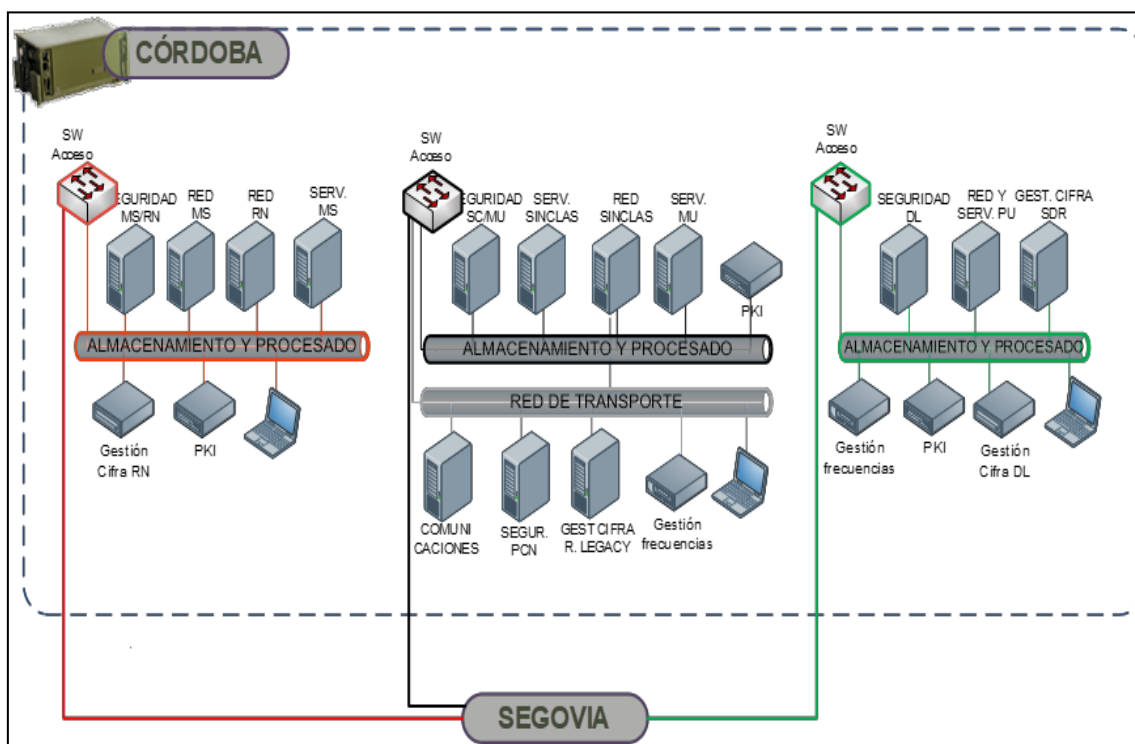 CÓRDOBA
SW
Acceso
SEGURIDAD
MS/RN
RED
MS
RED
RN
SERV.
MS
ALMACENAMIENTO Y PROCESADO
Gestión
Cifra RN
PKI
SW
Acceso
SEGURIDAD
SC/MU
SERV.
SINCLAS
RED
SINCLAS
SERV.
MU
PKI
ALMACENAMIENTO Y PROCESADO
RED DE TRANSPORTE
COMUNI
CACIONES
SEGUR.
PCN
GEST CIFRA
R. LEGACY
Gestión
frecuencias
SW
Acceso
SEGURIDAD
DL
RED Y
SERV. PU
GEST. CIFRA
SDR
ALMACENAMIENTO Y PROCESADO
Gestión
frecuencias
PKI
Gestión
Cifra DL
SEGOVIA